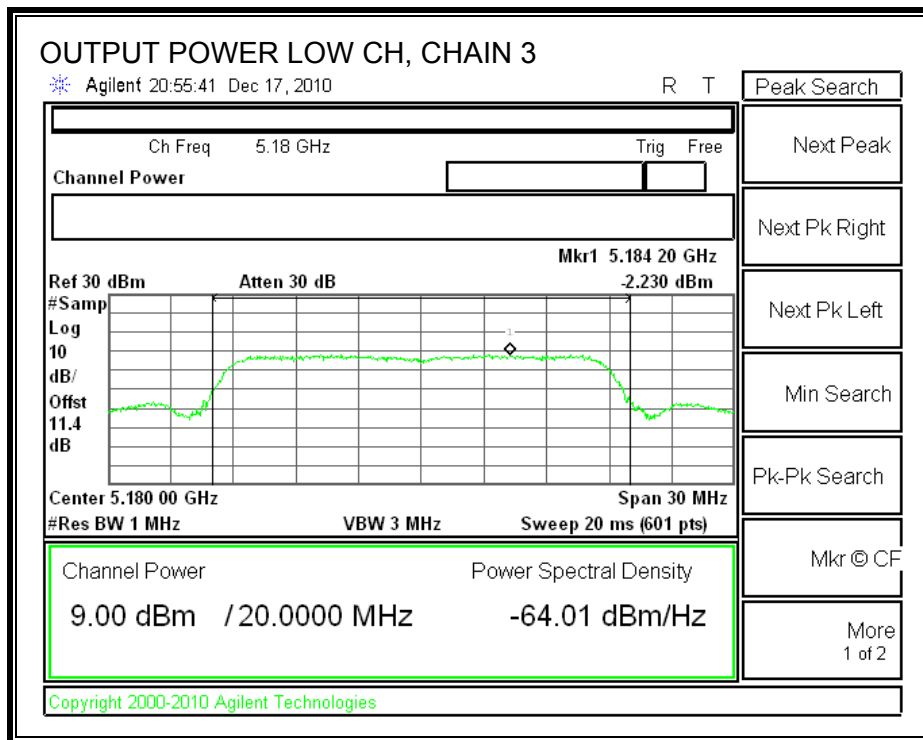 OUTPUT POWER LOW CH, CHAIN 3
Agilent 20:55:41 Dec 17, 2010 R T
Peak Search
Ch Freq 5.18 GHz Trig Free
Channel Power
Mkr1 5.184 20 GHz
Ref 30 dBm Atten 30 dB -2.230 dBm
#Samp
Log
10
dB/
Offst
11.4
dB
1
Center 5.180 00 GHz Span 30 MHz
#Res BW 1 MHz VBW 3 MHz Sweep 20 ms (601 pts)
Channel Power Power Spectral Density
9.00 dBm / 20.0000 MHz -64.01 dBm/Hz
Next Peak
Next Pk Right
Next Pk Left
Min Search
Pk-Pk Search
Mkr © CF
More
1 of 2
Copyright 2000-2010 Agilent Technologies